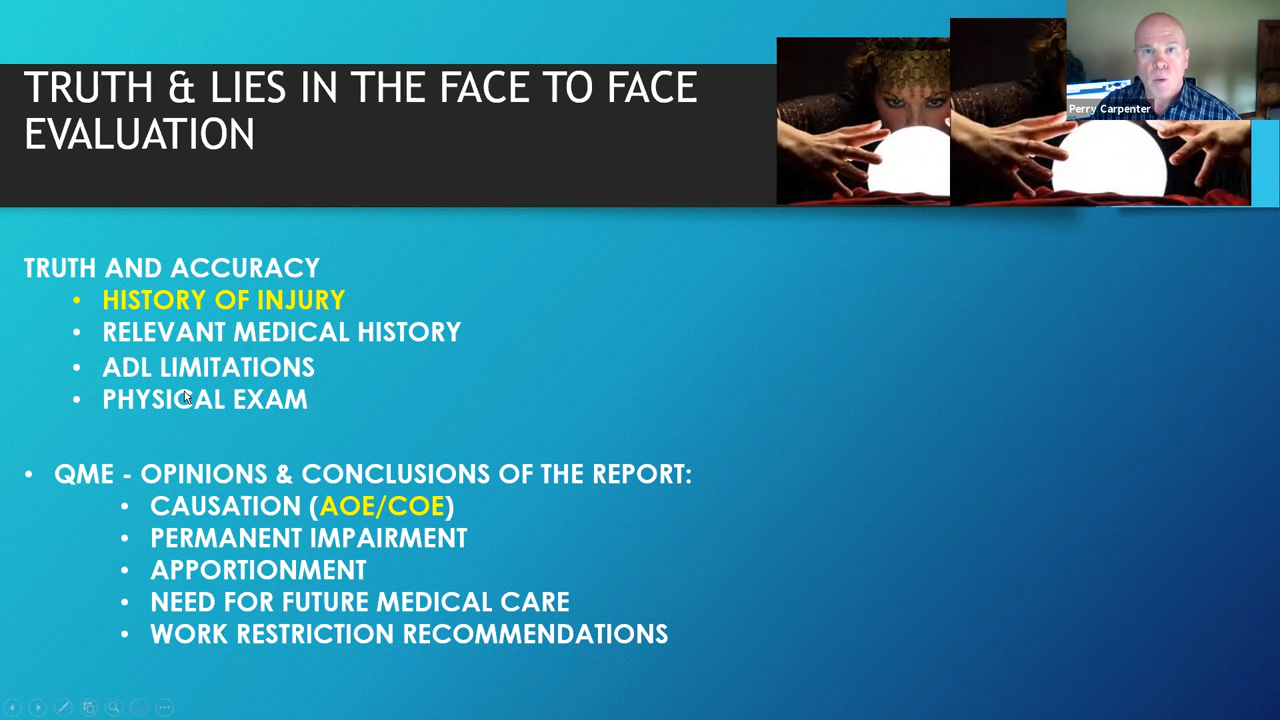 TRUTH & LIES IN THE FACE TO FACE
EVALUATION
Perry Carpenter
TRUTH AND ACCURACY
• HISTORY OF INJURY
• RELEVANT MEDICAL HISTORY
• ADL LIMITATIONS
• PHYSICAL EXAM
• QME - OPINIONS & CONCLUSIONS OF THE REPORT:
• CAUSATION (AOE/COE)
• PERMANENT IMPAIRMENT
• APPORTIONMENT
• NEED FOR FUTURE MEDICAL CARE
• WORK RESTRICTION RECOMMENDATIONS